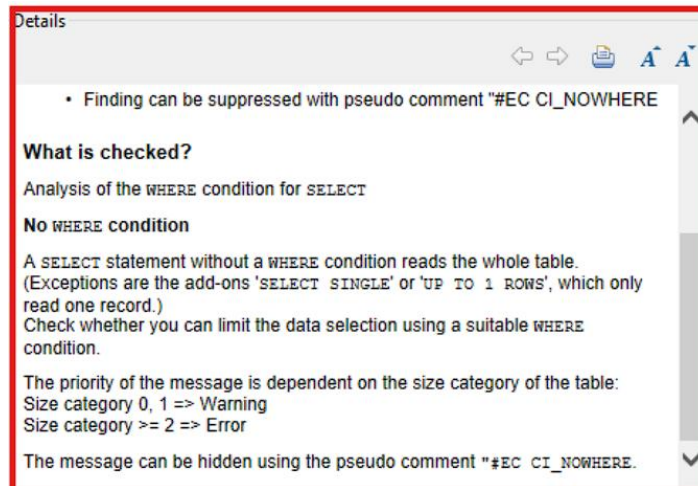 Details
A A
• Finding can be suppressed with pseudo comment "#EC CI_NOWHERE
What is checked?
Analysis of the WHERE condition for SELECT
No WHERE condition
A SELECT statement without a WHERE condition reads the whole table.
(Exceptions are the add-ons 'SELECT SINGLE' or 'UP TO 1 ROWS', which only
read one record.)
Check whether you can limit the data selection using a suitable WHERE
condition.
The priority of the message is dependent on the size category of the table:
Size category 0, 1 => Warning
Size category >= 2 => Error
The message can be hidden using the pseudo comment "#EC CI_NOWHERE.